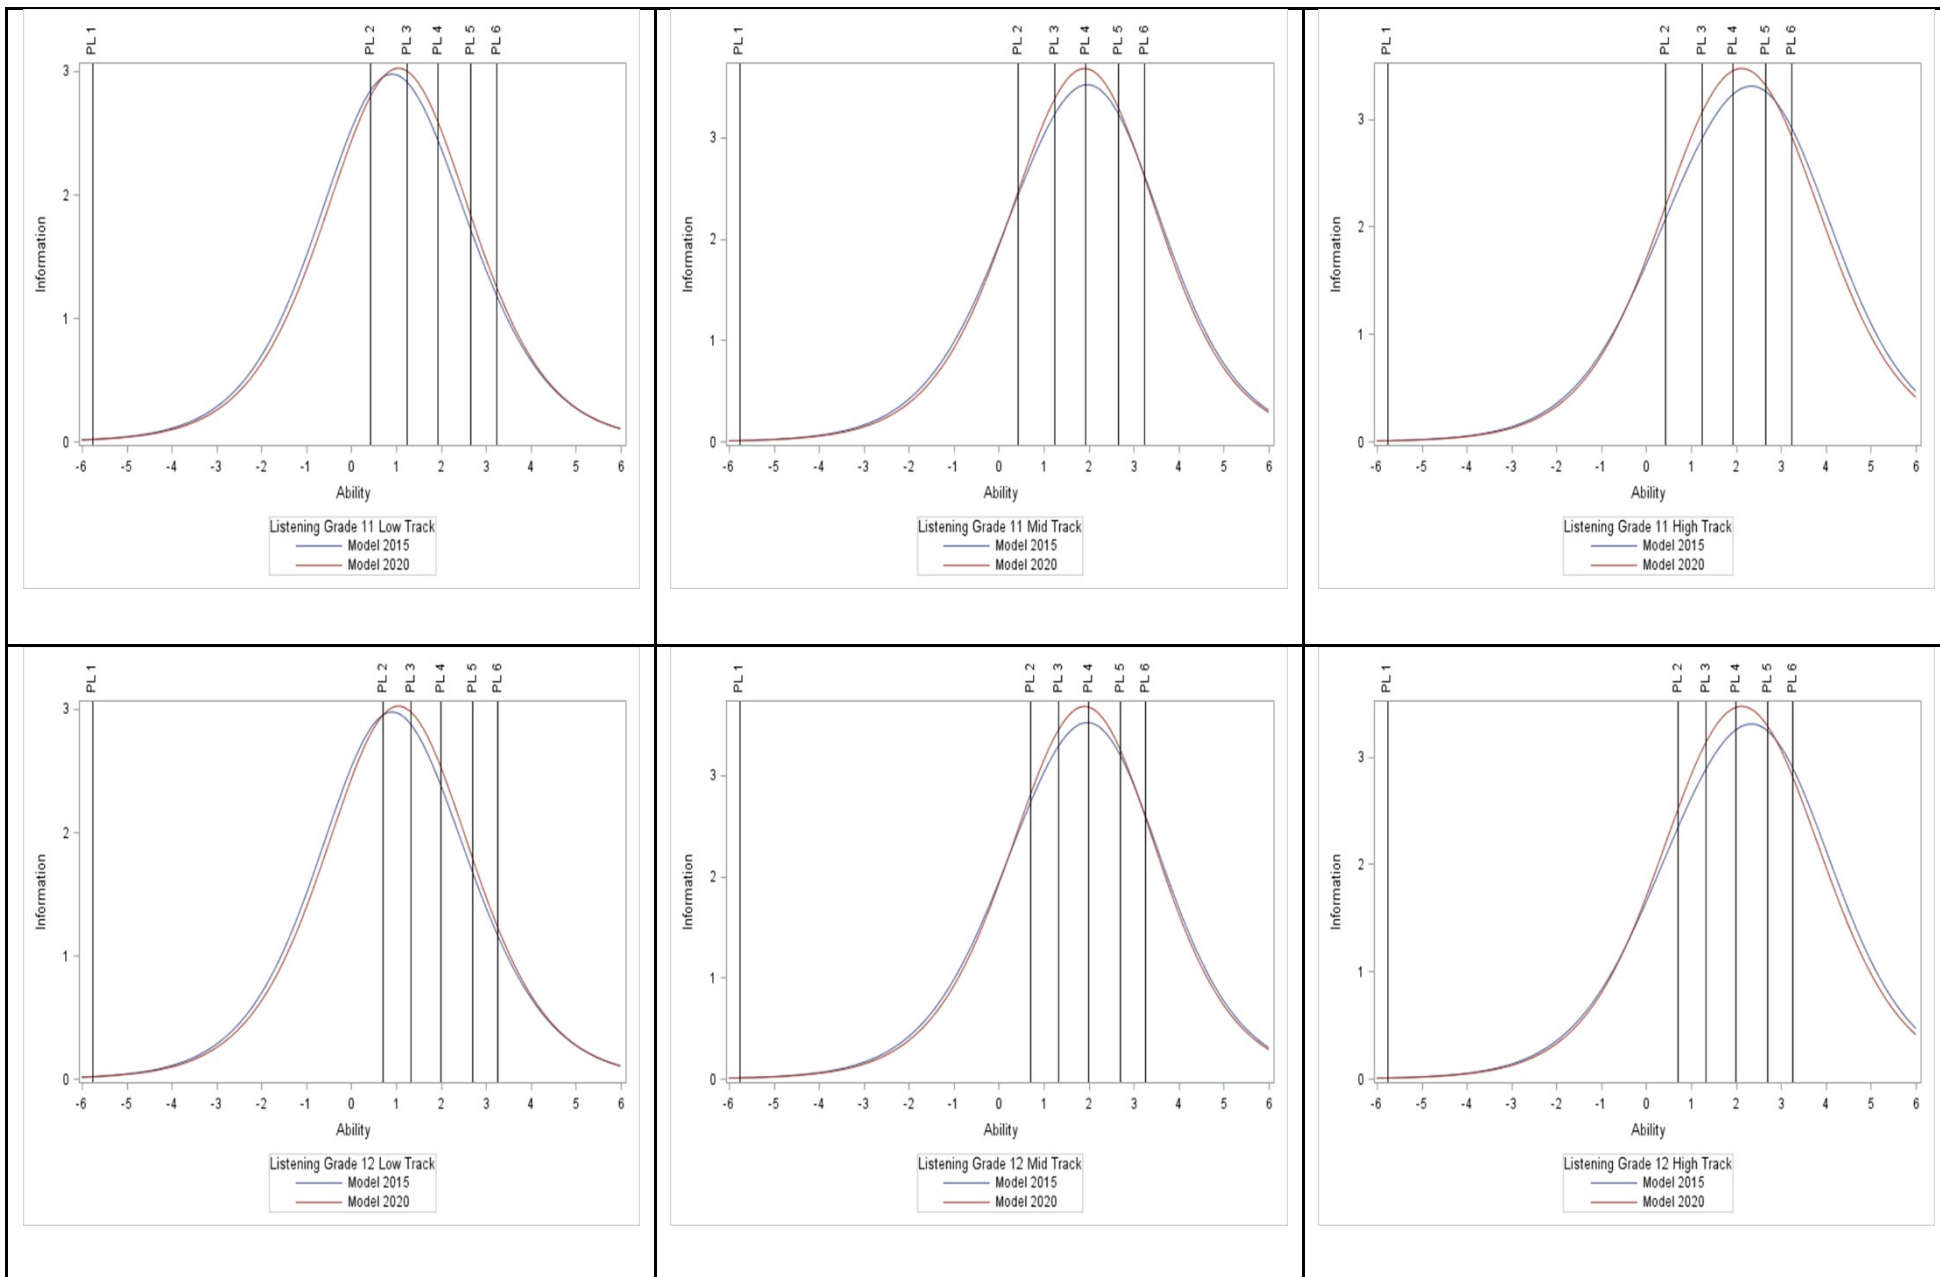 PL 1 PL 2 PL 3 PL 4 PL 5 PL 6
3
2
1
0
Information
-6 -5 -4 -3 -2 -1 0 1 2 3 4 5 6
Ability
Listening Grade 11 Low Track
Model 2015
Model 2020
PL 1 PL 2 PL 3 PL 4 PL 5 PL 6
3
2
1
0
Information
-6 -5 -4 -3 -2 -1 0 1 2 3 4 5 6
Ability
Listening Grade 11 Mid Track
Model 2015
Model 2020
PL 1 PL 2 PL 3 PL 4 PL 5 PL 6
3
2
1
0
Information
-6 -5 -4 -3 -2 -1 0 1 2 3 4 5 6
Ability
Listening Grade 11 High Track
Model 2015
Model 2020
PL 1 PL 2 PL 3 PL 4 PL 5 PL 6
3
2
1
0
Information
-6 -5 -4 -3 -2 -1 0 1 2 3 4 5 6
Ability
Listening Grade 12 Low Track
Model 2015
Model 2020
PL 1 PL 2 PL 3 PL 4 PL 5 PL 6
3
2
1
0
Information
-6 -5 -4 -3 -2 -1 0 1 2 3 4 5 6
Ability
Listening Grade 12 Mid Track
Model 2015
Model 2020
PL 1 PL 2 PL 3 PL 4 PL 5 PL 6
3
2
1
0
Information
-6 -5 -4 -3 -2 -1 0 1 2 3 4 5 6
Ability
Listening Grade 12 High Track
Model 2015
Model 2020